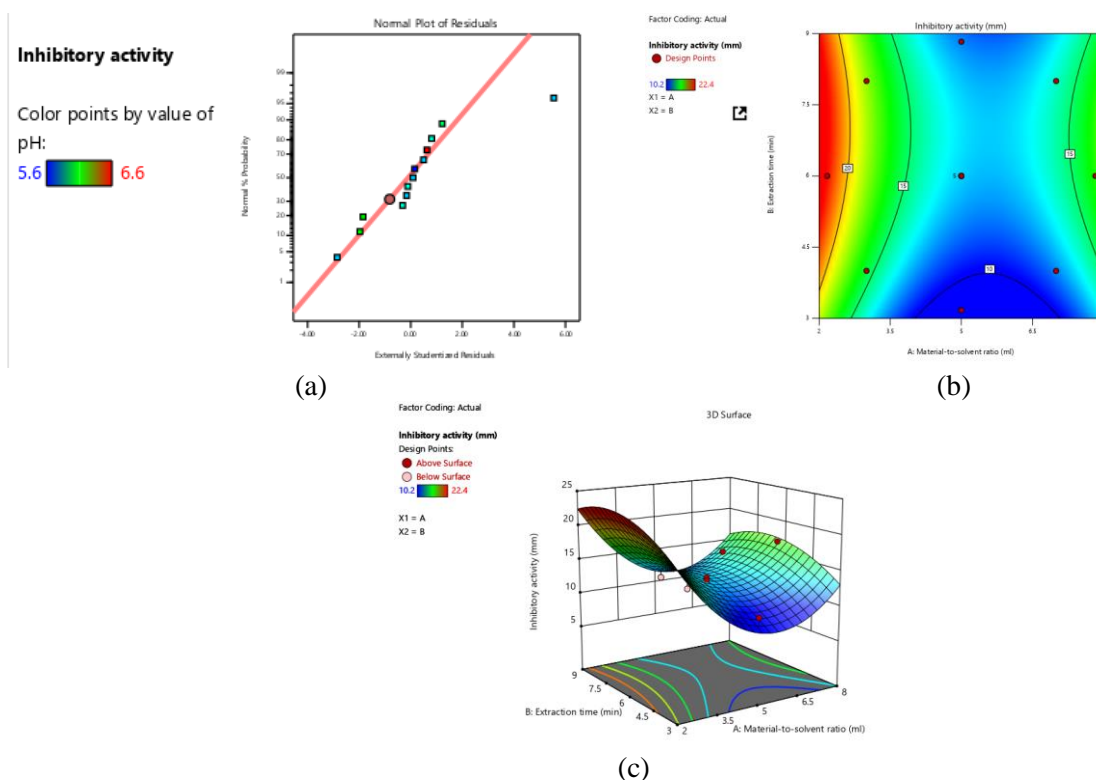 Inhibitory activity
Color points by value of
pH:
5.6 6.6
Normal Plot of Residuals
Normal % Probability
99
95
90
80
70
50
30
20
10
5
1
-4.00 -2.00 0.00 2.00 4.00 6.00
Externally Studentized Residuals
(a)
Factor Coding: Actual
Inhibitory activity (mm)
Design Points
10.2 22.4
X1 = A
X2 = B
Inhibitory activity (mm)
B: Extraction time (min)
9
7.5
6
4.5
3
20
15
15
10
5
2 3.5 5 6.5
A: Material-to-solvent ratio (ml)
(b)
Factor Coding: Actual
Inhibitory activity (mm)
Design Points:
Above Surface
Below Surface
10.2 22.4
X1 = A
X2 = B
3D Surface
Inhibitory activity (mm)
25
20
15
10
5
9
7.5
6
4.5
3
B: Extraction time (min)
2
3.5
5
6.5
8
A: Material-to-solvent ratio (ml)
(c)